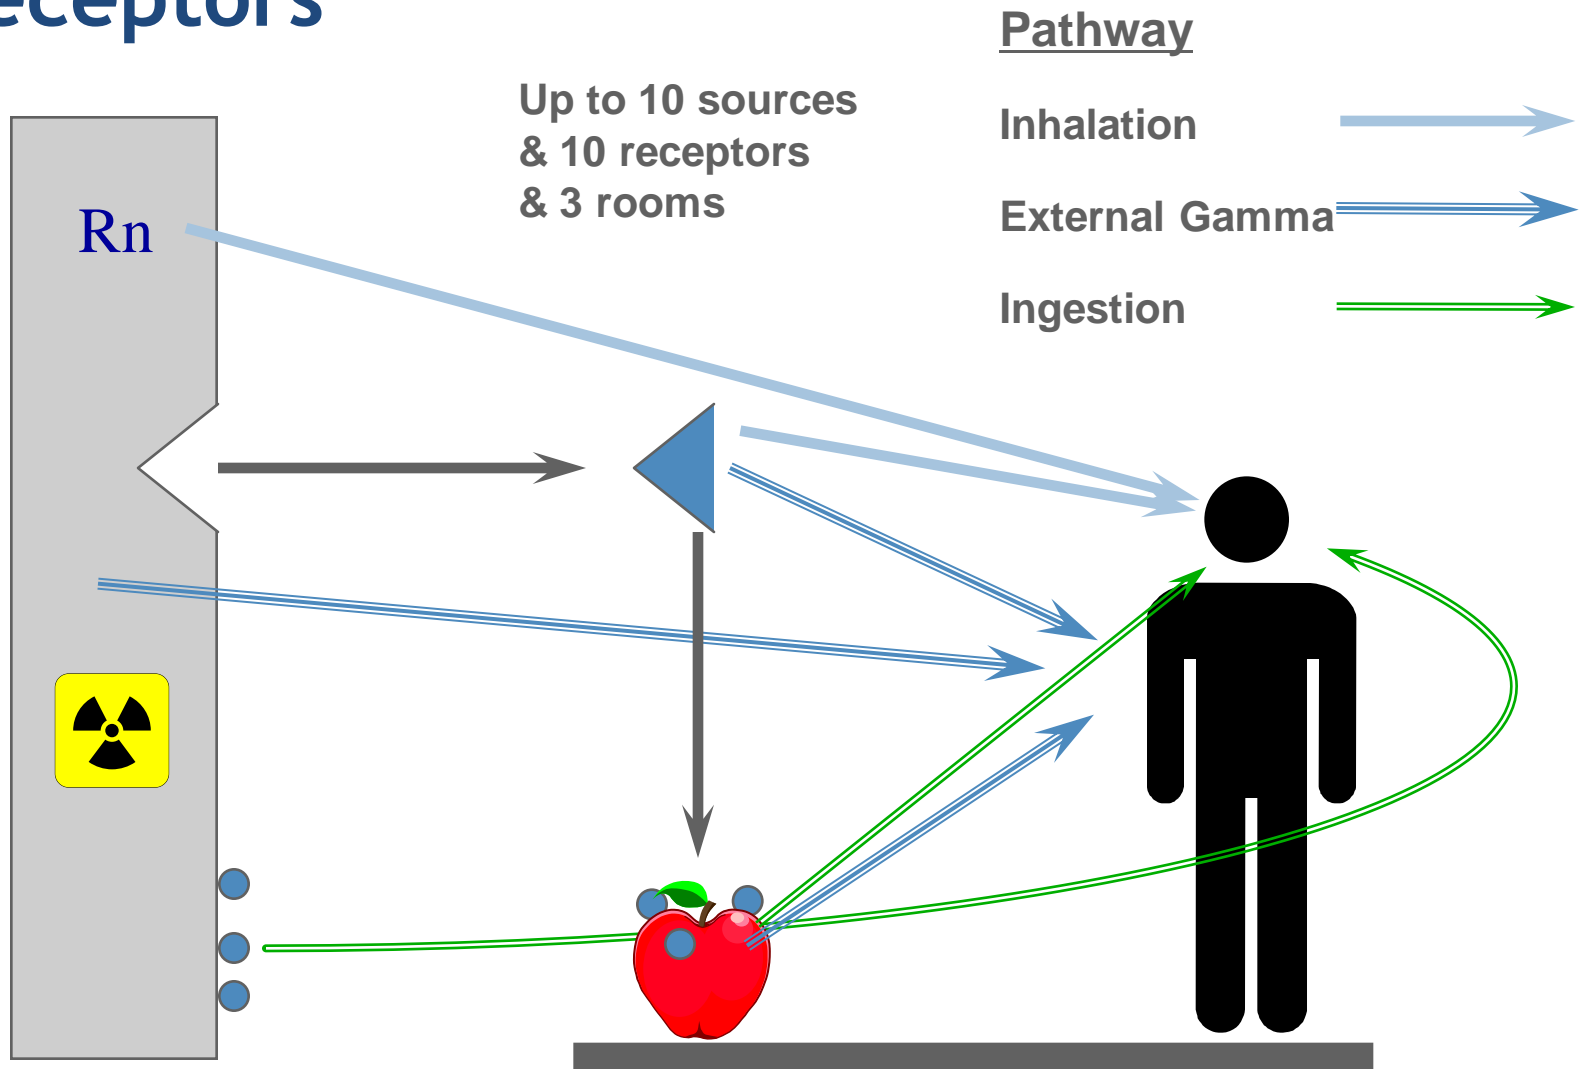 eceptors
Pathway
Up to 10 sources
& 10 receptors
& 3 rooms
Inhalation
External Gamma
Ingestion
Rn